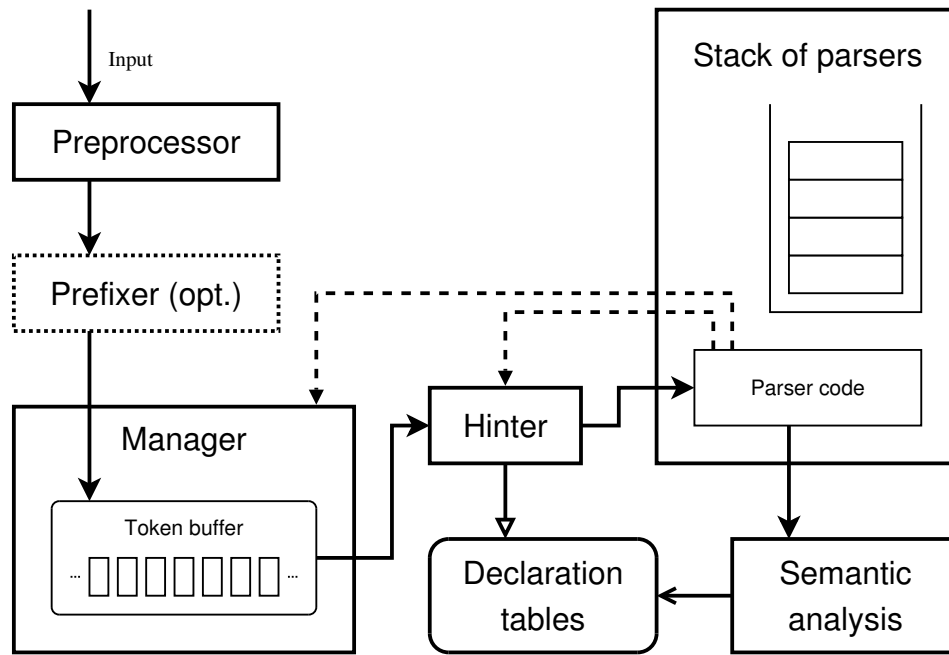 Input
Stack of parsers
Preprocessor
Prefixer (opt.)
Parser code
Manager
Hinter
Token buffer
... ...
Declaration
tables
Semantic
analysis